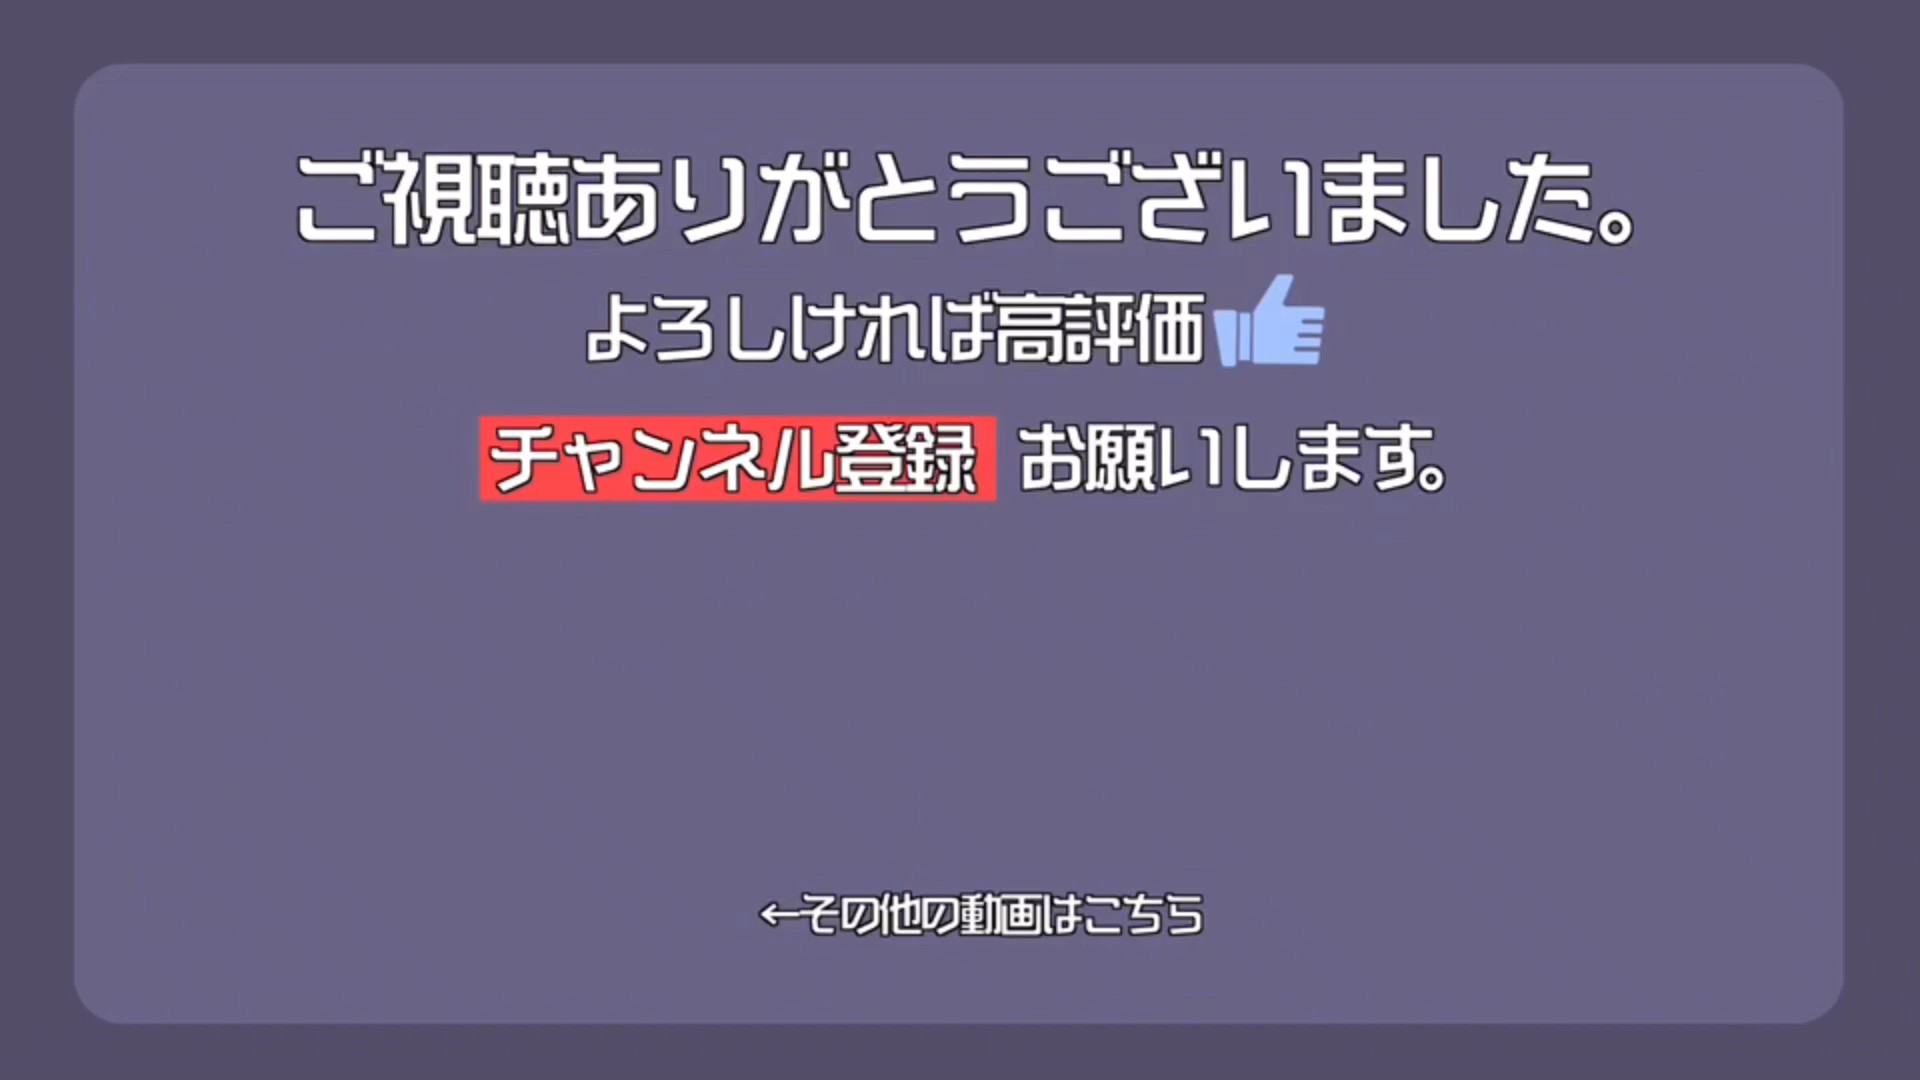 ご視聴ありがとうございました。
よろしければ高評価
チャンネル登録 お願いします。
←その他の動画はこちら